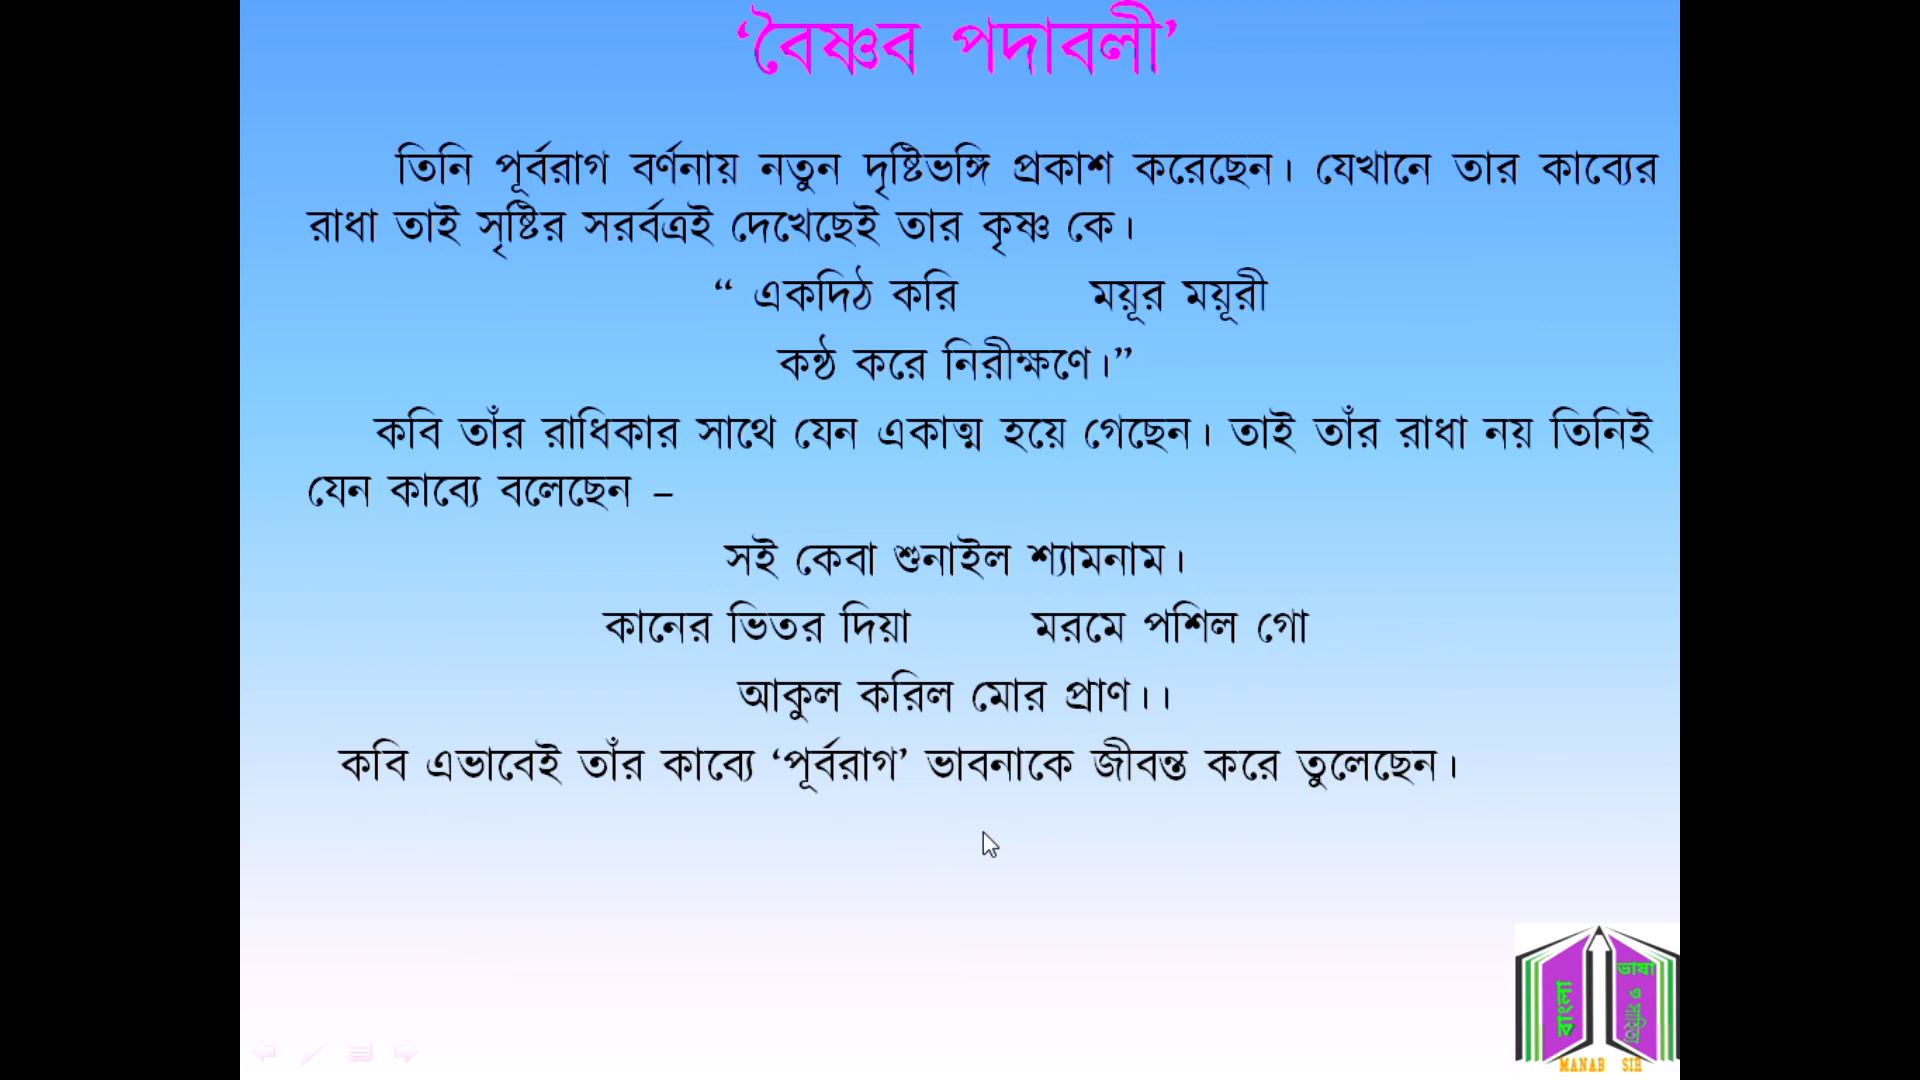 ‘বৈষ্ণব পদাবলী’
তিনি পূর্বরাগ বর্ণনায় নতুন দৃষ্টিভঙ্গি প্রকাশ করেছেন। যেখানে তার কাব্যের
রাধা তাই সৃষ্টির সরর্বত্রই দেখেছেই তার কৃষ্ণ কে।
“ একদিঠ করি ময়ূর ময়ূরী
কন্ঠ করে নিরীক্ষণে।”
কবি তাঁর রাধিকার সাথে যেন একাত্ম হয়ে গেছেন। তাই তাঁর রাধা নয় তিনিই
যেন কাব্যে বলেছেন –
সই কেবা শুনাইল শ্যামনাম।
কানের ভিতর দিয়া মরমে পশিল গো
আকুল করিল মোর প্রাণ।।
কবি এভাবেই তাঁর কাব্যে ‘পূর্বরাগ’ ভাবনাকে জীবন্ত করে তুলেছেন।
বাংলা
ভাষা
ও
সাহিত্য
MANAB SIR